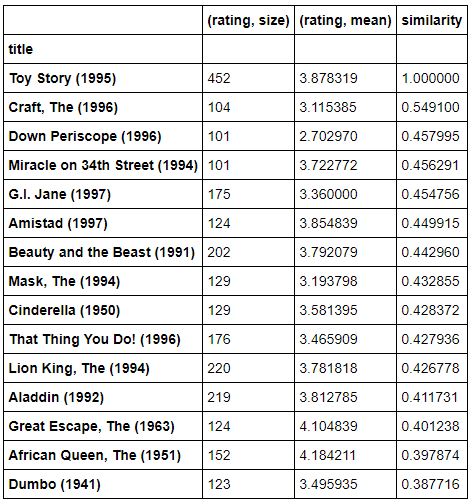 (rating, size) (rating, mean) similarity
title
Toy Story (1995) 452 3.878319 1.000000
Craft, The (1996) 104 3.115385 0.549100
Down Periscope (1996) 101 2.702970 0.457995
Miracle on 34th Street (1994) 101 3.722772 0.456291
G.I. Jane (1997) 175 3.360000 0.454756
Amistad (1997) 124 3.854839 0.449915
Beauty and the Beast (1991) 202 3.792079 0.442960
Mask, The (1994) 129 3.193798 0.432855
Cinderella (1950) 129 3.581395 0.428372
That Thing You Do! (1996) 176 3.465909 0.427936
Lion King, The (1994) 220 3.781818 0.426778
Aladdin (1992) 219 3.812785 0.411731
Great Escape, The (1963) 124 4.104839 0.401238
African Queen, The (1951) 152 4.184211 0.397874
Dumbo (1941) 123 3.495935 0.387716